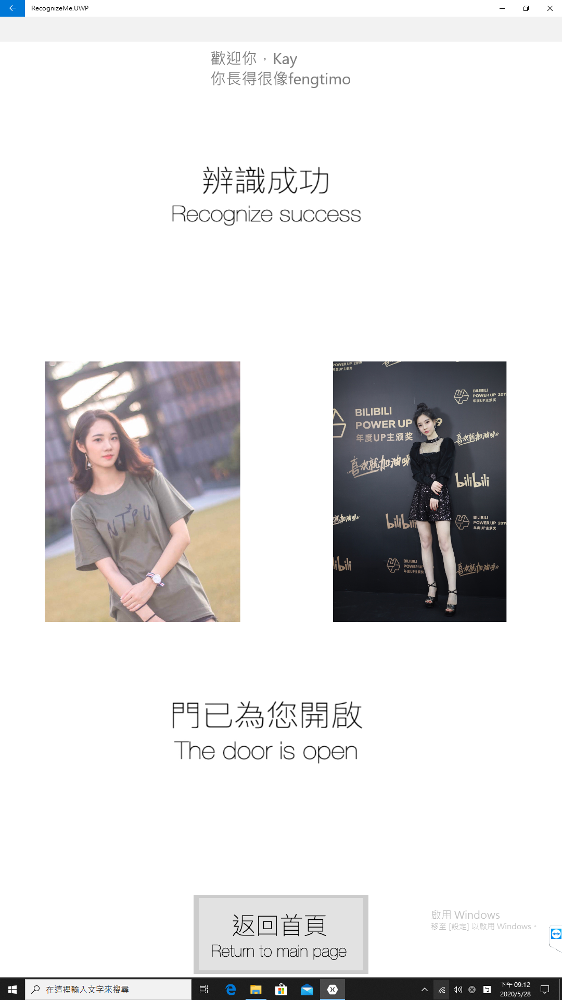 RecognizeMe.UWP
歡迎你，Kay
你長得很像fengtimo
辨識成功
Recognize success
NTPU
POWER UP 2019
年度UP主颁奖
BILIBILI
POWER UP 2019
年度UP主颁奖
BILIBILI
POWER UP
年度UP主颁奖
喜欢就加油呀
喜欢就加油呀
bilibili
喜欢就加油呀
bilibili
BILIBILI
POWER UP 2019
年度UP主颁奖
BILIBILI
POWER UP
年度UP主颁奖
喜欢就加油呀
門已為您開啟
The door is open
返回首頁
Return to main page
啟用 Windows
移至 [設定] 以啟用 Windows。
在這裡輸入文字來搜尋
下午 09:12
2020/5/28